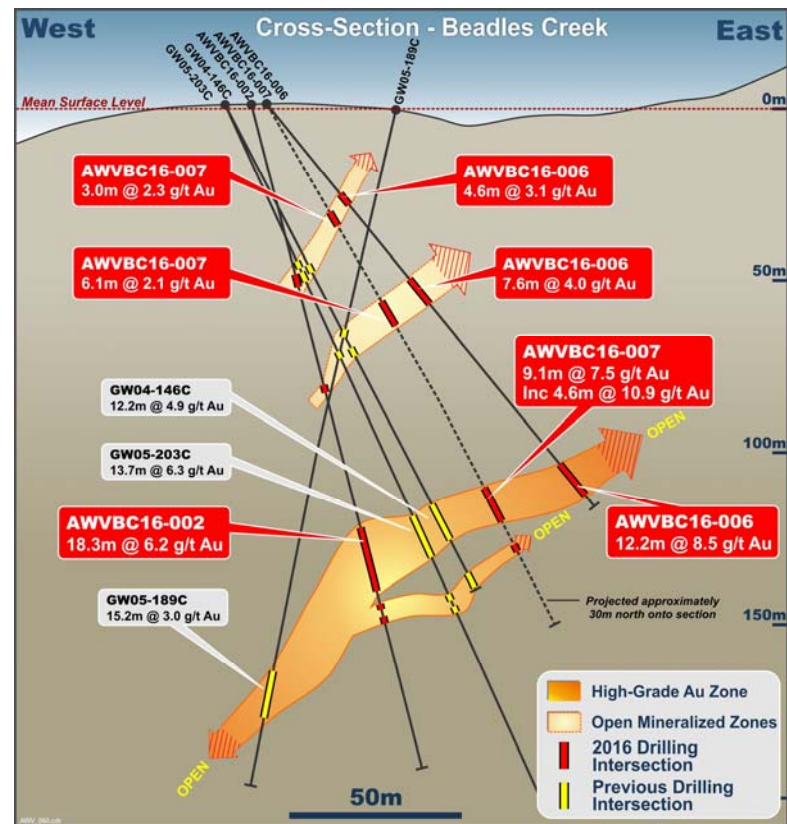 West
Cross-Section - Beadles Creek
East
GW05-203C
GW04-146C
AWVBC16-002
AWVBC16-007
AWVBC16-006
GW05-189C
Mean Surface Level
0m
AWVBC16-007
3.0m @ 2.3 g/t Au
AWVBC16-006
4.6m @ 3.1 g/t Au
AWVBC16-007
6.1m @ 2.1 g/t Au
AWVBC16-006
7.6m @ 4.0 g/t Au
50m
AWVBC16-007
9.1m @ 7.5 g/t Au
Inc 4.6m @ 10.9 g/t Au
GW04-146C
12.2m @ 4.9 g/t Au
OPEN
100m
GW05-203C
13.7m @ 6.3 g/t Au
AWVBC16-002
18.3m @ 6.2 g/t Au
OPEN
AWVBC16-006
12.2m @ 8.5 g/t Au
GW05-189C
15.2m @ 3.0 g/t Au
Projected approximately
30m north onto section
150m
OPEN
High-Grade Au Zone
Open Mineralized Zones
2016 Drilling
Intersection
Previous Drilling
Intersection
50m